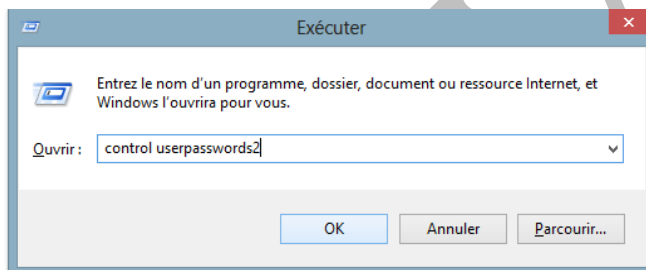 Exécuter
Entrez le nom d'un programme, dossier, document ou ressource Internet, et
Windows l'ouvrira pour vous.
Ouvrir : control userpasswords2
OK Annuler Parcourir...